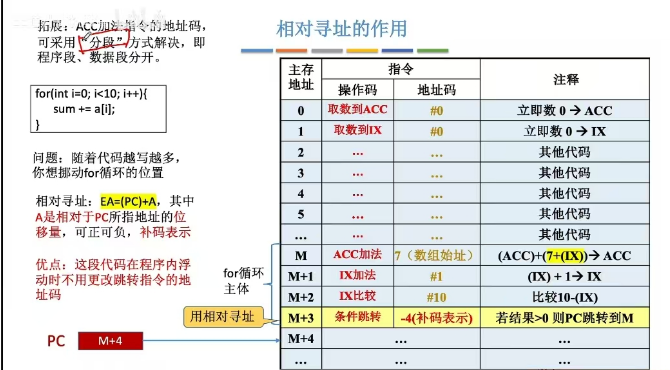 相对寻址的作用
拓展：ACC加法指令的地址码，
可采用“分段”方式解决，即
程序段、数据段分开。
for(int i=0; i<10; i++){
sum += a[i];
}
问题：随着代码越写越多，
你想挪动for循环的位置
相对寻址：EA=(PC)+A，其中
A是相对于PC所指地址的位
移量，可正可负，补码表示
优点：这段代码在程序内浮
动时不用更改跳转指令的地
址码
for循环
主体
用相对寻址
PC M+4
主存地址 指令 注释
操作码 地址码
0 取数到ACC #0 立即数 0 → ACC
1 取数到IX #0 立即数 0 → IX
2 … … 其他代码
3 … … 其他代码
4 … … 其他代码
5 … … 其他代码
… … … 其他代码
M ACC加法 7（数组始址） (ACC)+(7+(IX))→ ACC
M+1 IX加法 #1 (IX) + 1→ IX
M+2 IX比较 #10 比较10-(IX)
M+3 条件跳转 -4(补码表示) 若结果>0 则PC跳转到M
M+4 … …
… … …